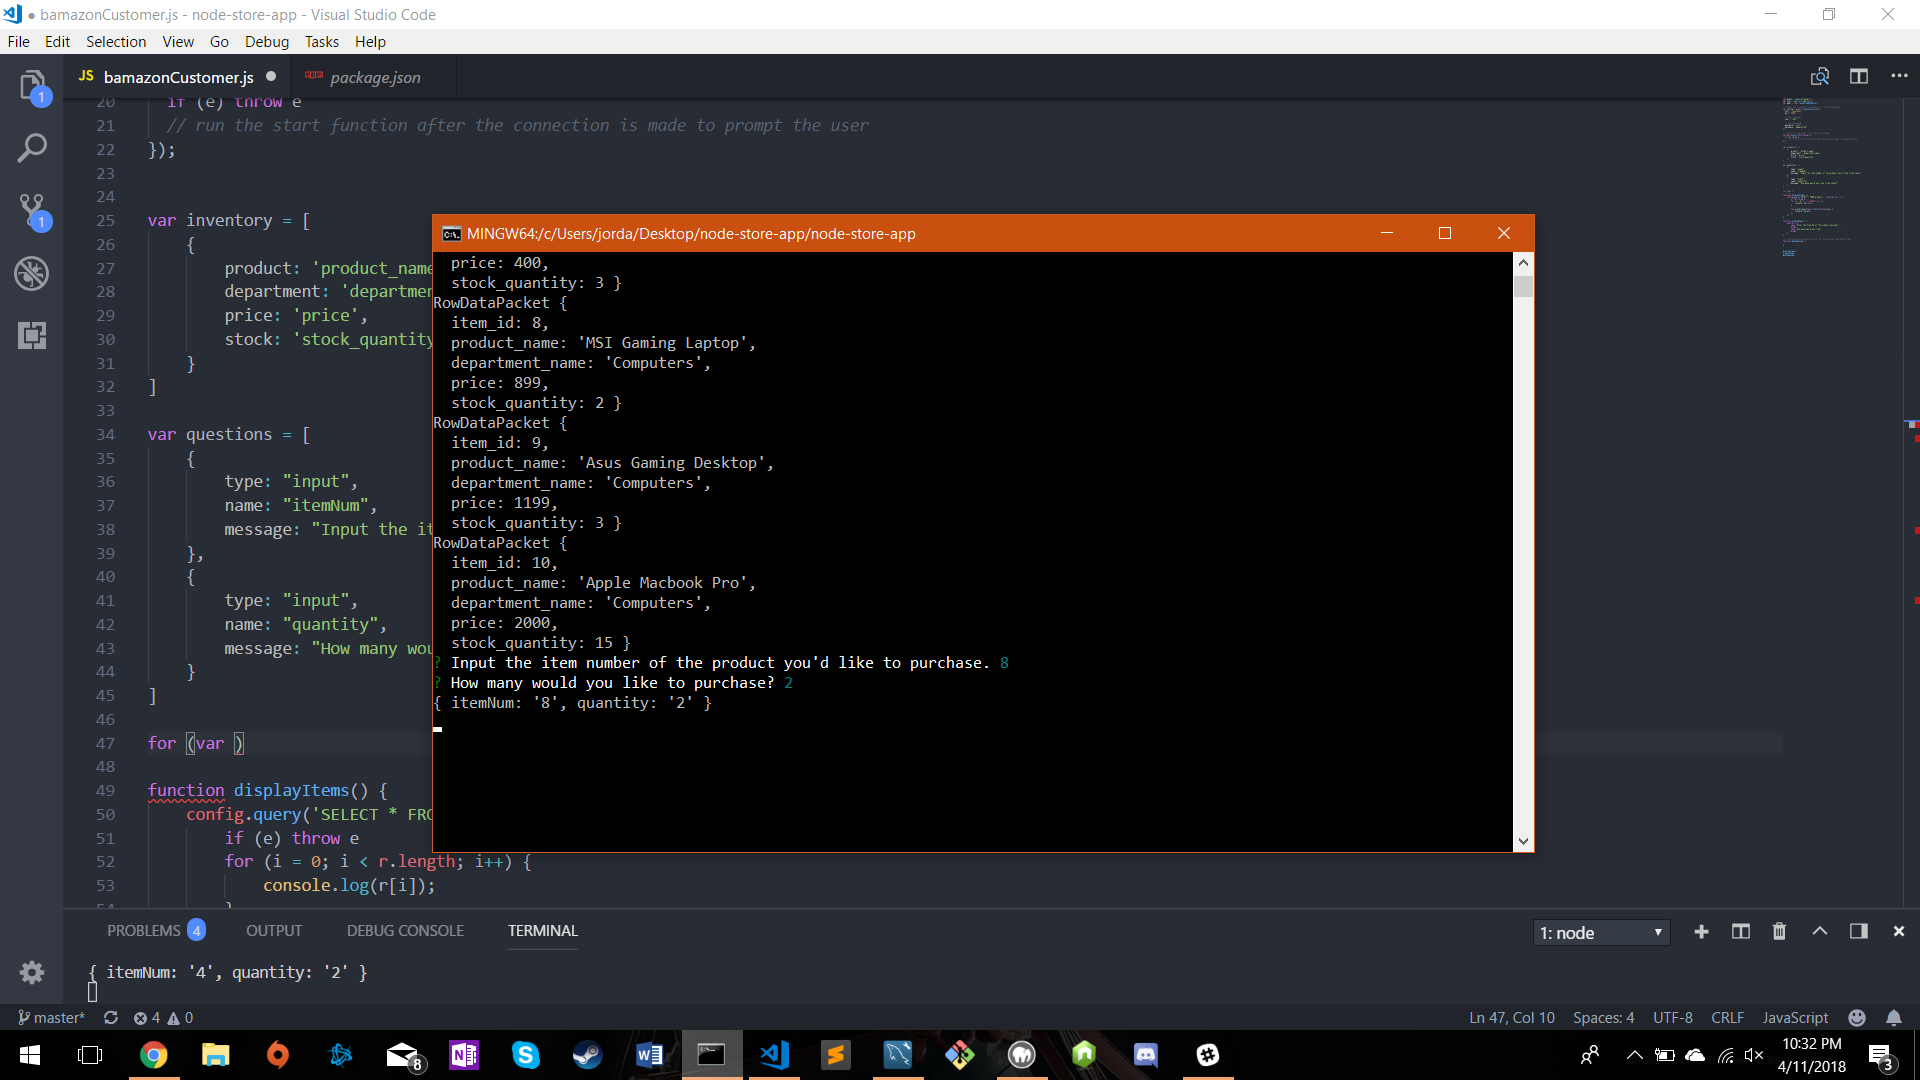 bamazonCustomer.js - node-store-app - Visual Studio Code
File Edit Selection View Go Debug Tasks Help
JS bamazonCustomer.js package.json
20 if (e) throw e
21 // run the start function after the connection is made to prompt the user
22 });
23
24
25 var inventory = [
26 {
27 product: 'product_name
28 department: 'departmen
29 price: 'price',
30 stock: 'stock_quantity
31 }
32 ]
33
34 var questions = [
35 {
36 type: "input",
37 name: "itemNum",
38 message: "Input the it
39 },
40 {
41 type: "input",
42 name: "quantity",
43 message: "How many wou
44 }
45 ]
46
47 for (var )
48
49 function displayItems() {
50 config.query('SELECT * FRO
51 if (e) throw e
52 for (i = 0; i < r.length; i++) {
53 console.log(r[i]);
54 }
MINGW64:/c/Users/jorda/Desktop/node-store-app/node-store-app
price: 400,
stock_quantity: 3 }
RowDataPacket {
item_id: 8,
product_name: 'MSI Gaming Laptop',
department_name: 'Computers',
price: 899,
stock_quantity: 2 }
RowDataPacket {
item_id: 9,
product_name: 'Asus Gaming Desktop',
department_name: 'Computers',
price: 1199,
stock_quantity: 3 }
RowDataPacket {
item_id: 10,
product_name: 'Apple Macbook Pro',
department_name: 'Computers',
price: 2000,
stock_quantity: 15 }
? Input the item number of the product you'd like to purchase. 8
? How many would you like to purchase? 2
{ itemNum: '8', quantity: '2' }
PROBLEMS 4 OUTPUT DEBUG CONSOLE TERMINAL 1: node
{ itemNum: '4', quantity: '2' }
master* 4 0 Ln 47, Col 10 Spaces: 4 UTF-8 CRLF JavaScript
10:32 PM
4/11/2018